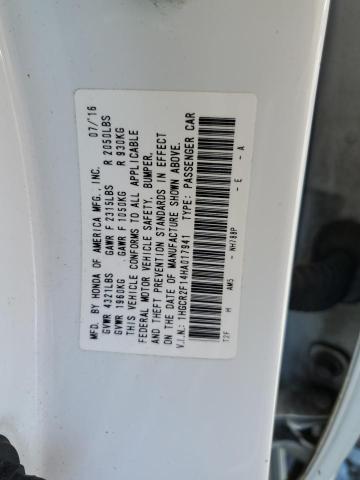 MFD. BY HONDA OF AMERICA MFG., INC. 07/'16
GVWR 4321LBS GAWR F 2315LBS R 2050LBS
GVWR 1960KG GAWR F 1050KG R 930KG
THIS VEHICLE CONFORMS TO ALL APPLICABLE
FEDERAL MOTOR VEHICLE SAFETY, BUMPER,
AND THEFT PREVENTION STANDARDS IN EFFECT
ON THE DATE OF MANUFACTURE SHOWN ABOVE.
V.I.N.: 1HGCR2F14HA017941 TYPE: PASSENGER CAR
T2F H AM5 - NH788P - E - A